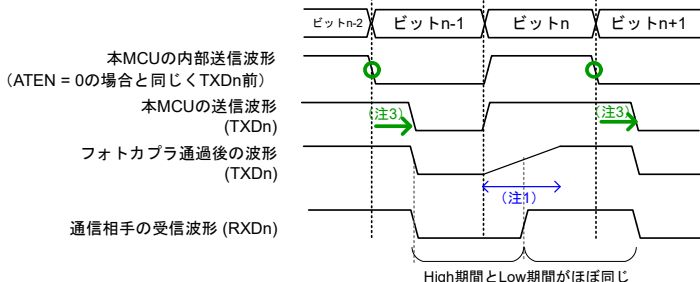 ビットn-2 ビットn-1 ビットn ビットn+1
本MCUの内部送信波形
（ATEN = 0の場合と同じくTXDn前）
本MCUの送信波形
(TXDn)
（注3） （注3）
フォトカプラ通過後の波形
(TXDn)
（注1）
通信相手の受信波形 (RXDn)
High期間とLow期間がほぼ同じ